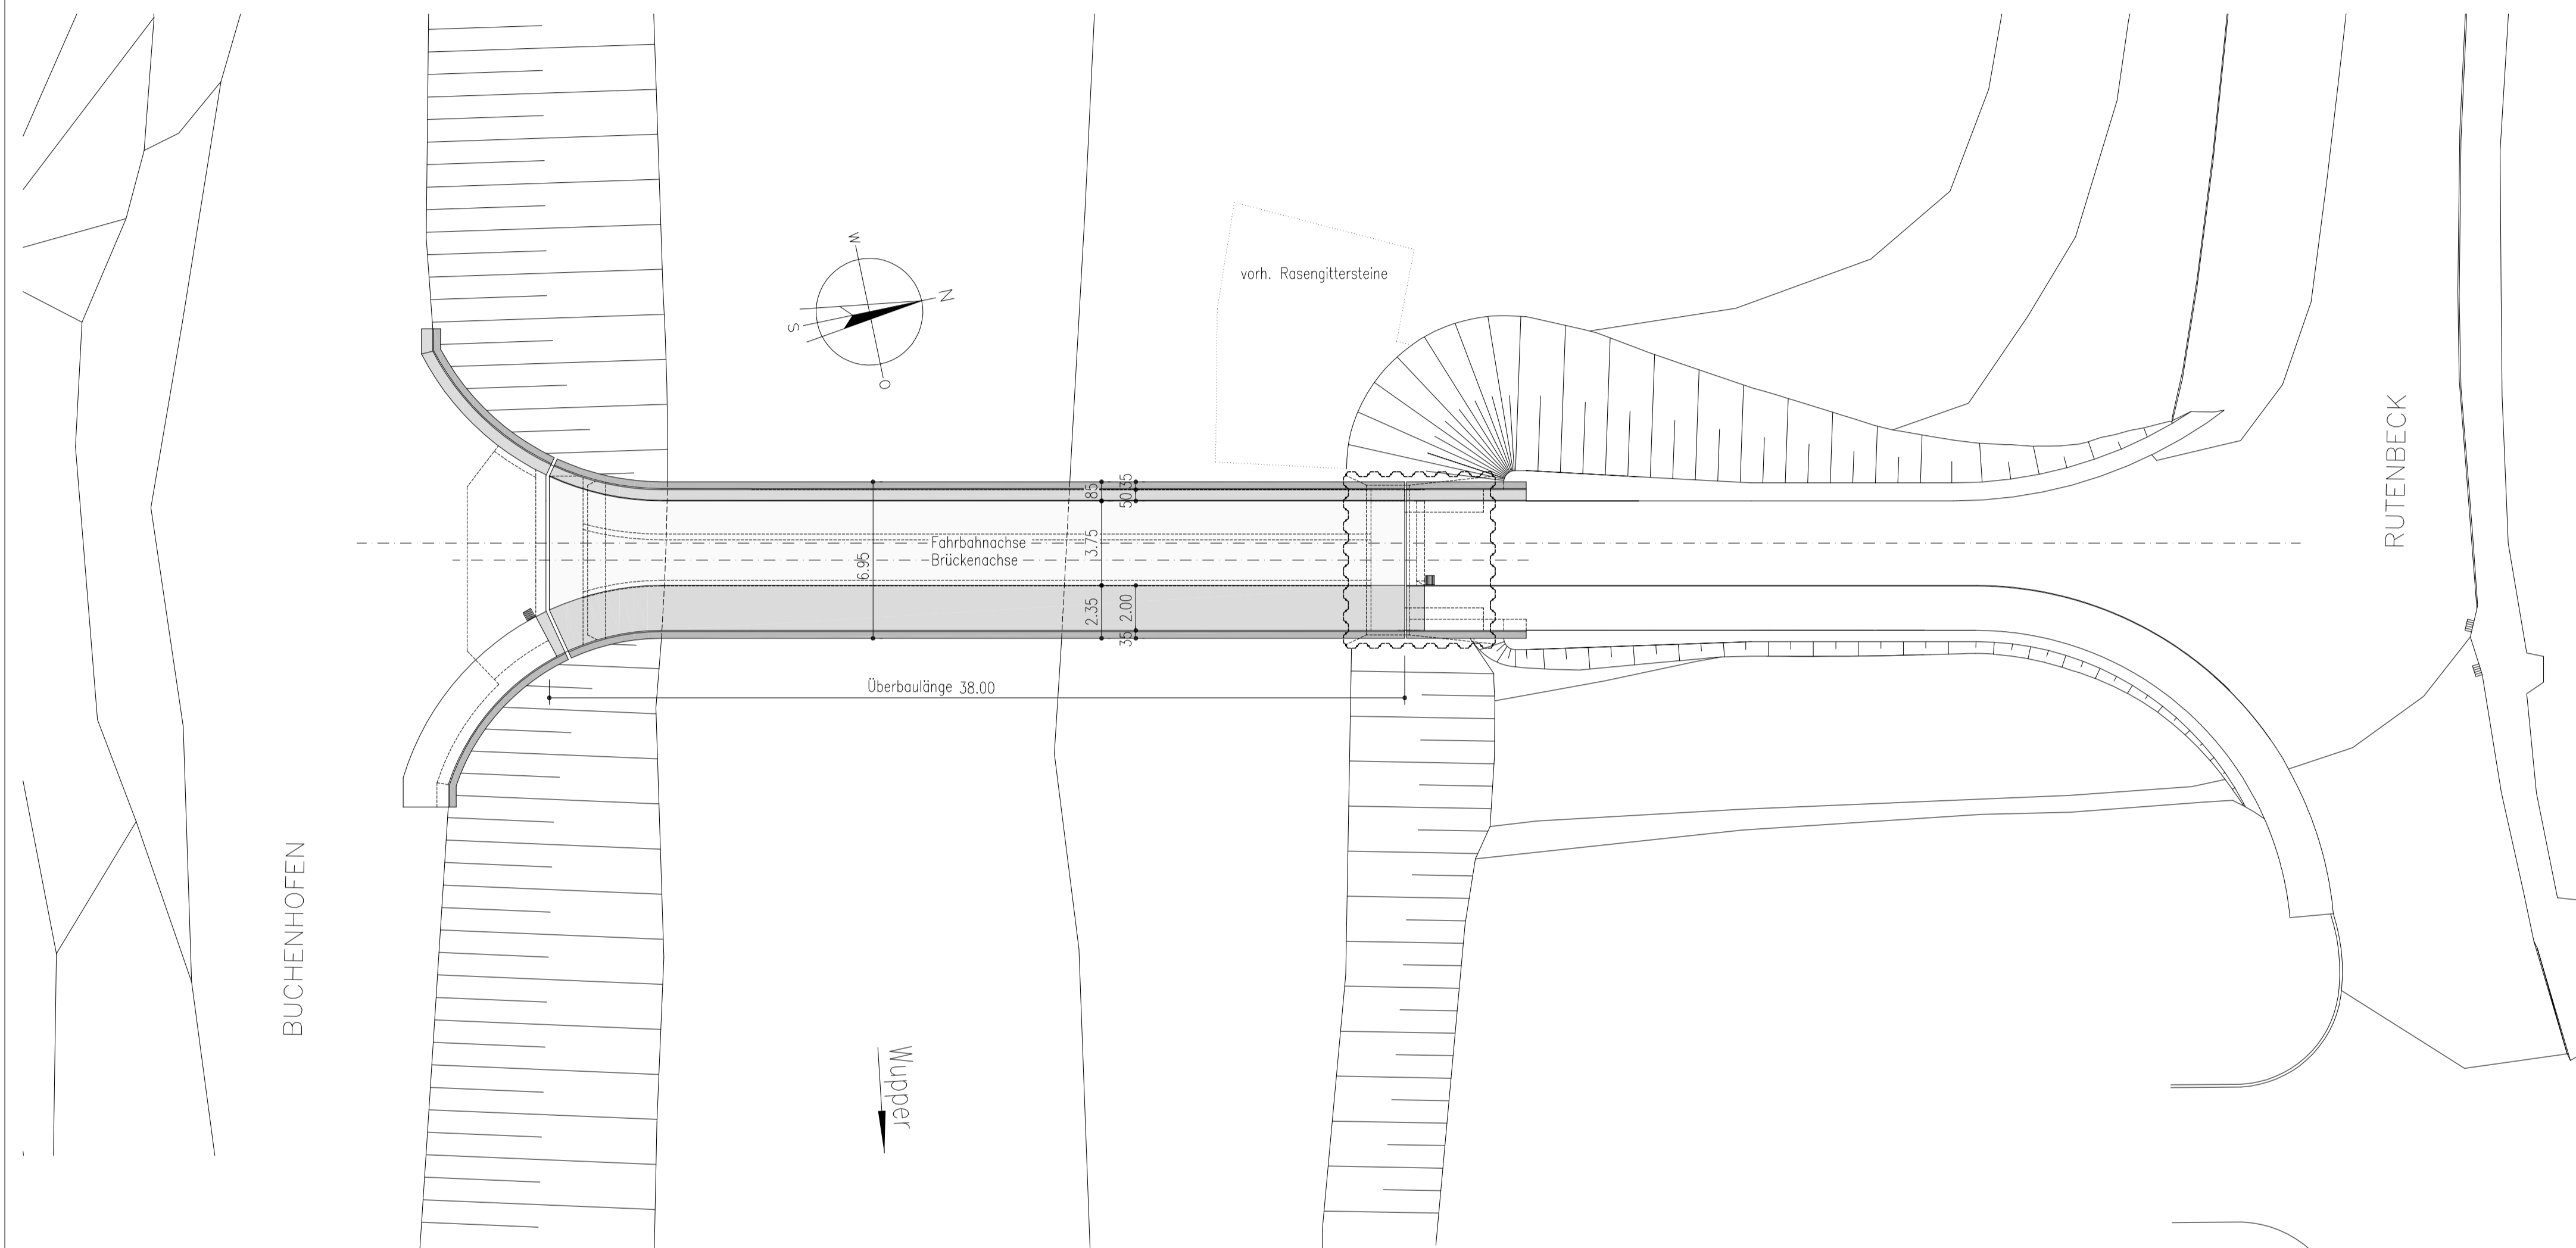 W
N
S
O
vorh. Rasengittersteine
RUTENBECK
85
50 35
3.75
6.95
Fahrbahnachse
Brückenachse
2.35
2.00
35
Überbaulänge 38.00
BUCHENHOFEN
Wupper